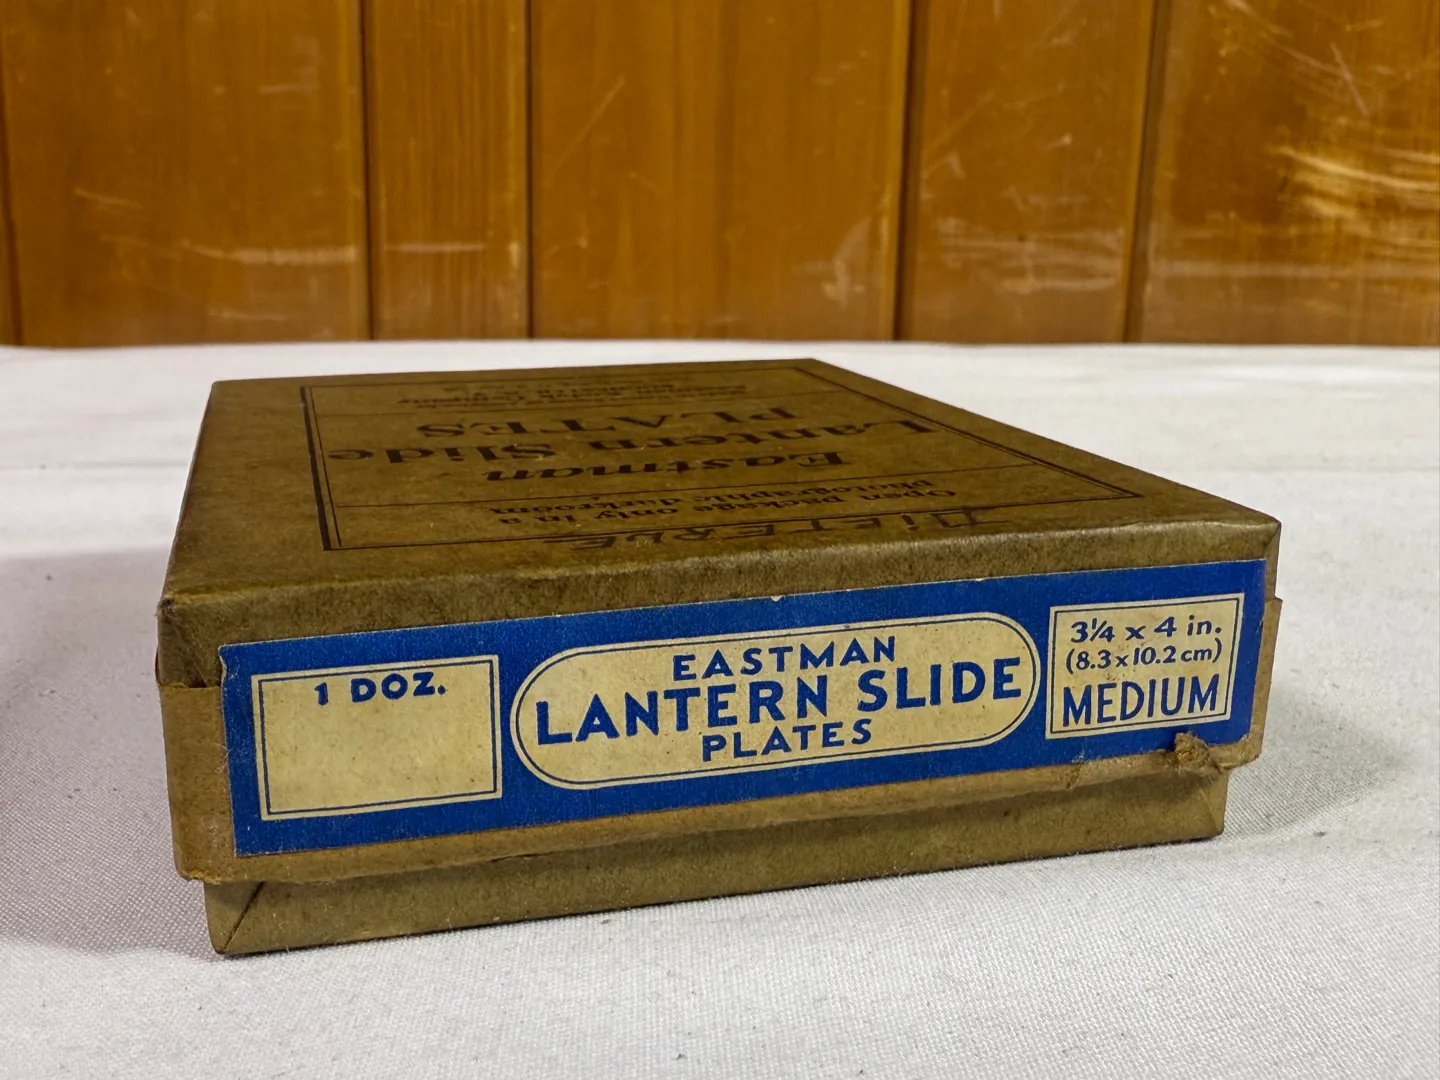 Open package only in a
photographic darkroom
Eastman
Lantern Slide
PLATES
1 DOZ.
EASTMAN
LANTERN SLIDE
PLATES
3¼ x 4 in.
(8.3 x 10.2 cm)
MEDIUM